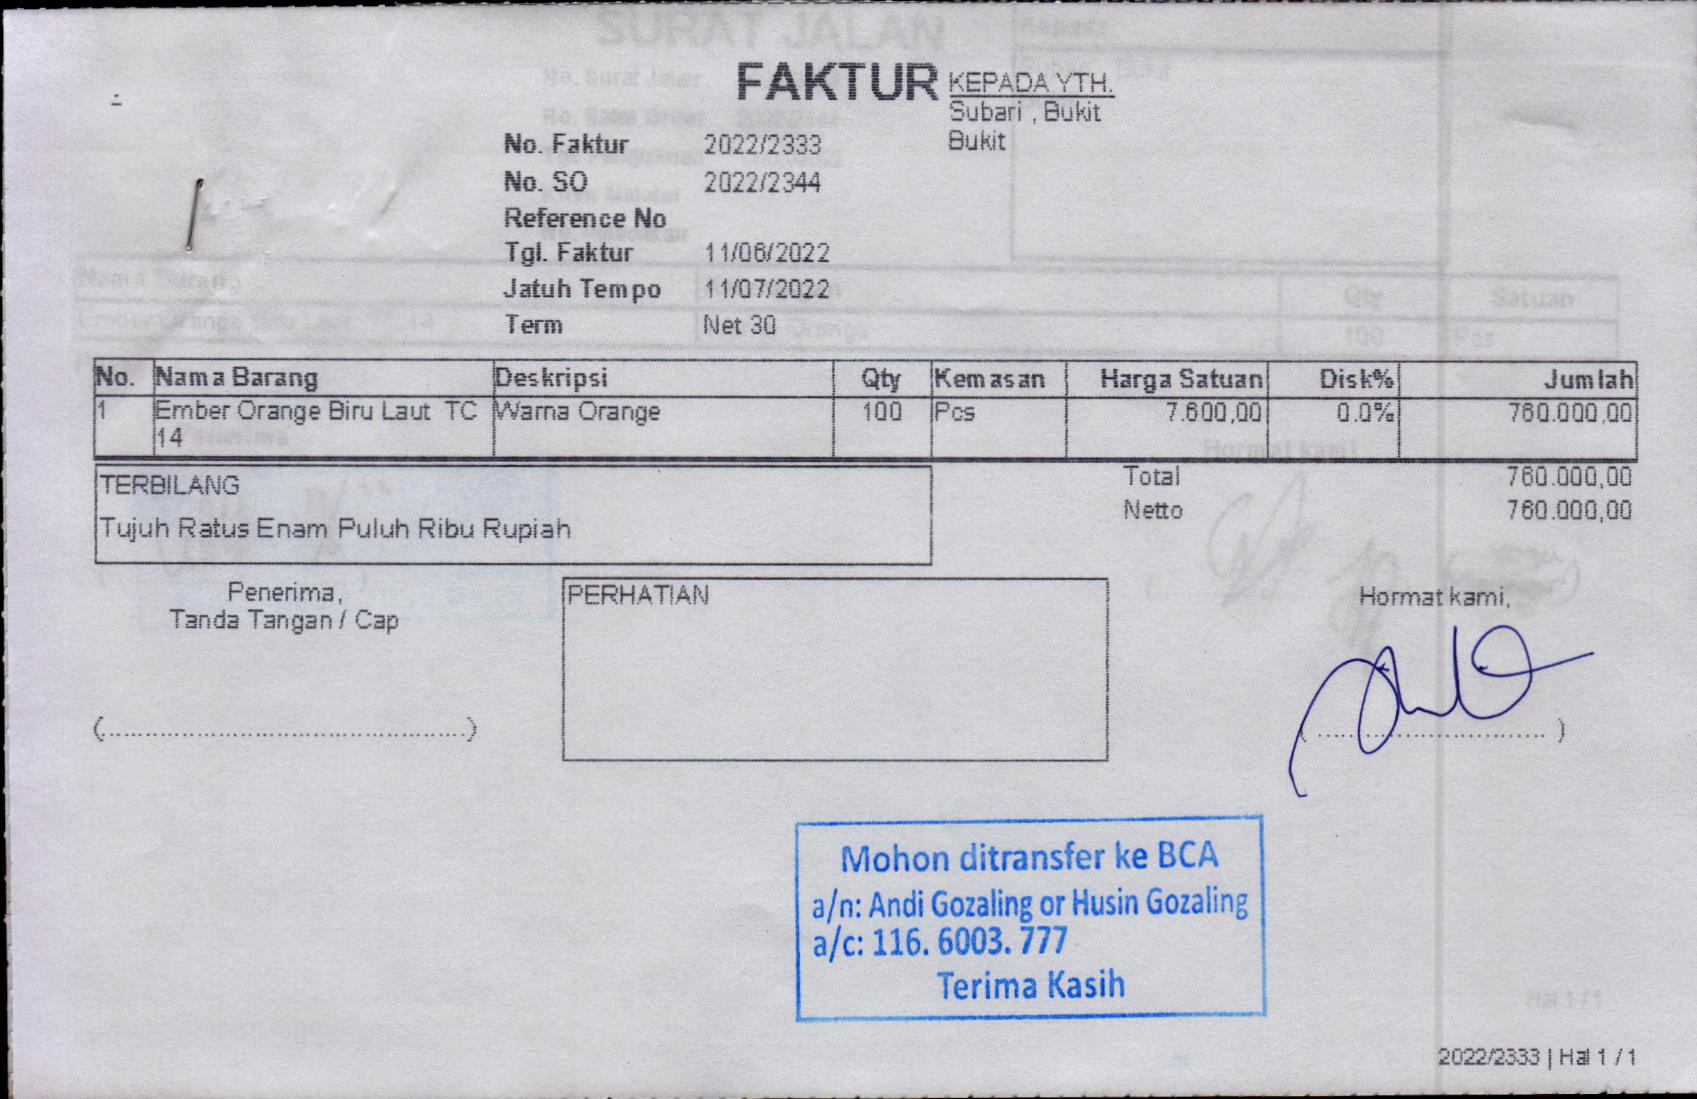 FAKTUR
KEPADA YTH.
Subari , Bukit
Bukit
No. Faktur 2022/2333
No. SO 2022/2344
Reference No
Tgl. Faktur 11/06/2022
Jatuh Tempo 11/07/2022
Term Net 30
No. Nama Barang Deskripsi Qty Kemasan Harga Satuan Disk% Jumlah
1 Ember Orange Biru Laut TC Warna Orange 100 Pcs 7.600,00 0.0% 760.000,00
14
TERBILANG
Tujuh Ratus Enam Puluh Ribu Rupiah
Total 760.000,00
Netto 760.000,00
Penerima,
Tanda Tangan / Cap
PERHATIAN
Hormat kami,
Mohon ditransfer ke BCA
a/n: Andi Gozaling or Husin Gozaling
a/c: 116. 6003. 777
Terima Kasih
2022/2333 | Hal 1 / 1